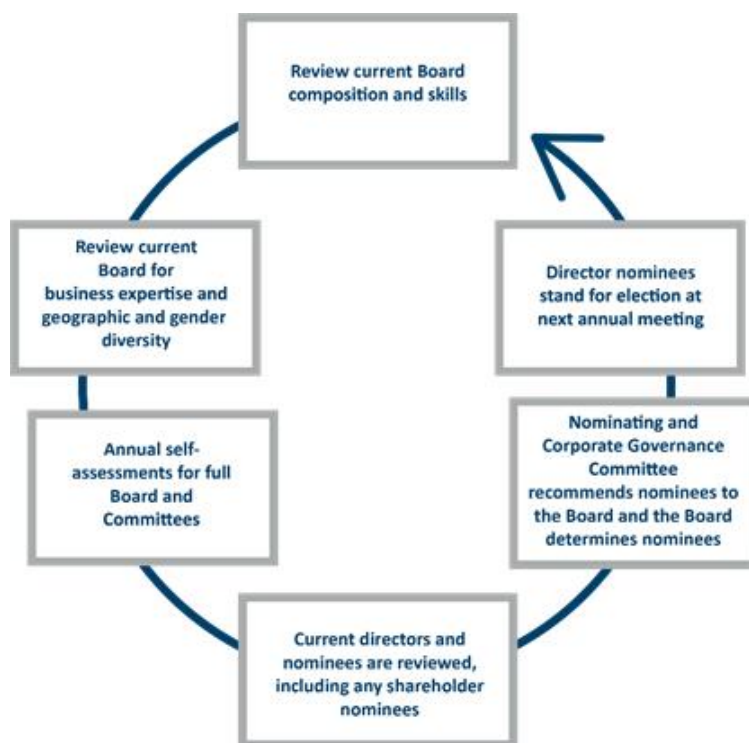 Review current Board
composition and skills
Review current
Board for
business expertise and
geographic and gender
diversity
Annual self-
assessments for full
Board and
Committees
Current directors and
nominees are reviewed,
including any shareholder
nominees
Nominating and
Corporate Governance
Committee
recommends nominees to
the Board and the Board
determines nominees
Director nominees
stand for election at
next annual meeting